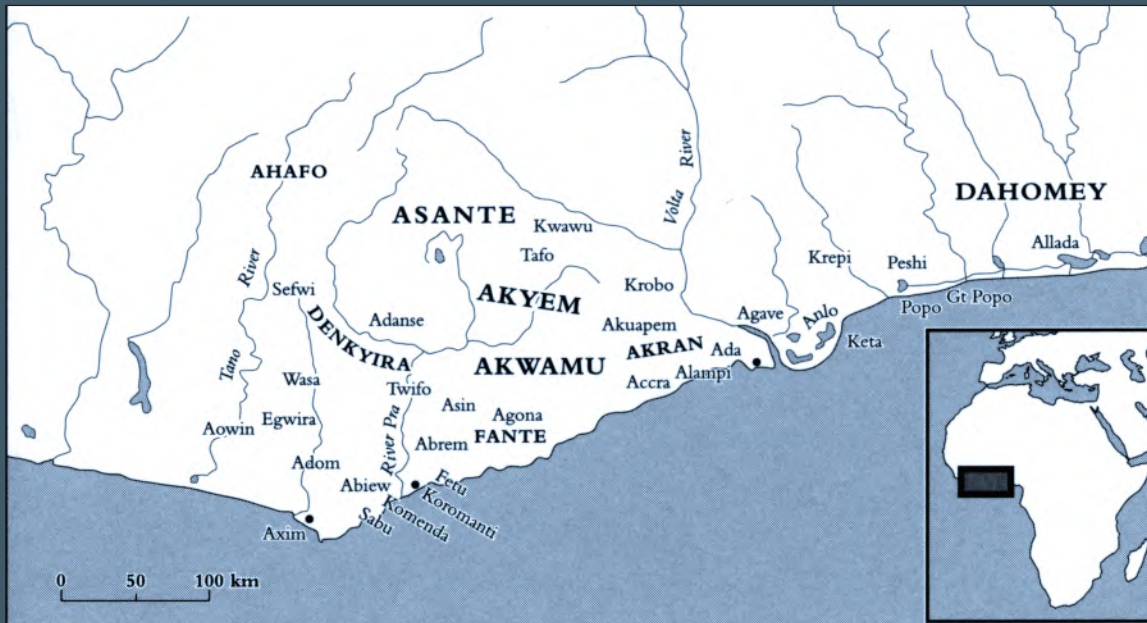 AHAFO
ASANTE
Kwawu
Tafo
Volta River
DAHOMEY
Allada
Krepi
Peshi
Popo
Gt Popo
Tano River
Sefwi
DENKYIRA
Adanse
AKYEM
Krobo
Akuapem
AKRAN
Agave
Anlo
Keta
Ada
Alampi
Accra
AKWAMU
Wasa
Egwira
Aowin
Twifo
Asin
Agona
FANTE
Abrem
River Pra
Adom
Abiew
Fetu
Koromanti
Komenda
Sabu
Axim
0 50 100 km